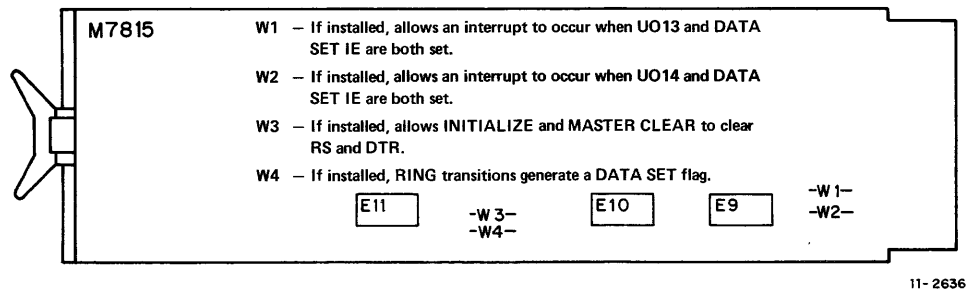 M7815
W1 – If installed, allows an interrupt to occur when UO13 and DATA
SET IE are both set.
W2 – If installed, allows an interrupt to occur when UO14 and DATA
SET IE are both set.
W3 – If installed, allows INITIALIZE and MASTER CLEAR to clear
RS and DTR.
W4 – If installed, RING transitions generate a DATA SET flag.
E11
-W3-
-W4-
E10
E9
-W1-
-W2-
11-2636